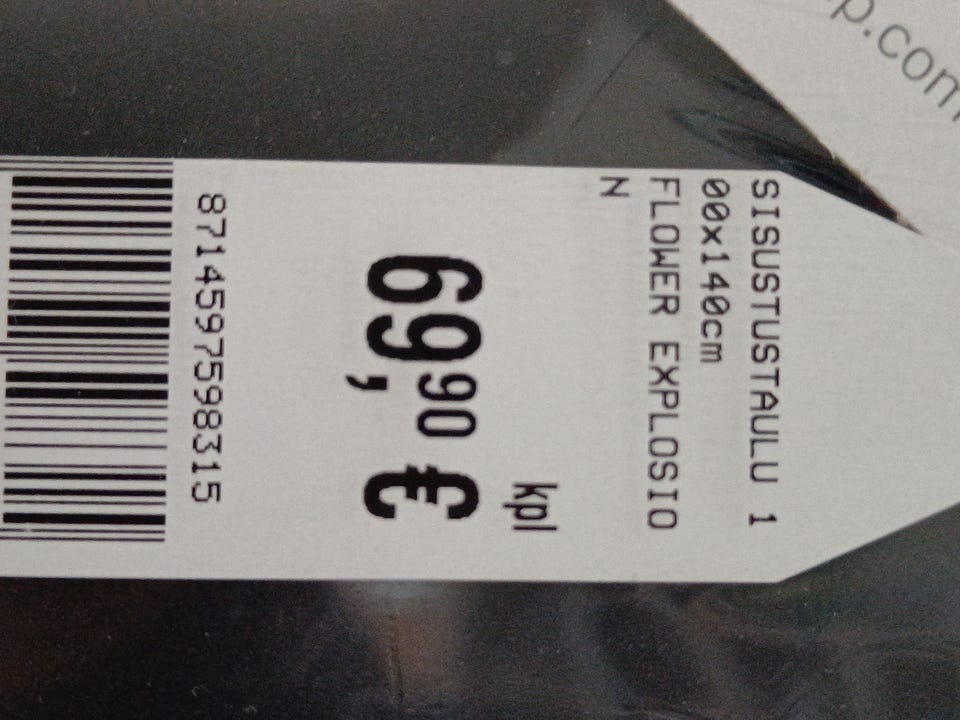 SISUSTUSTAULU 1
00x140cm
FLOWER EXPLOSIO
N
kpl
69,90 €
8714597598315
p.com